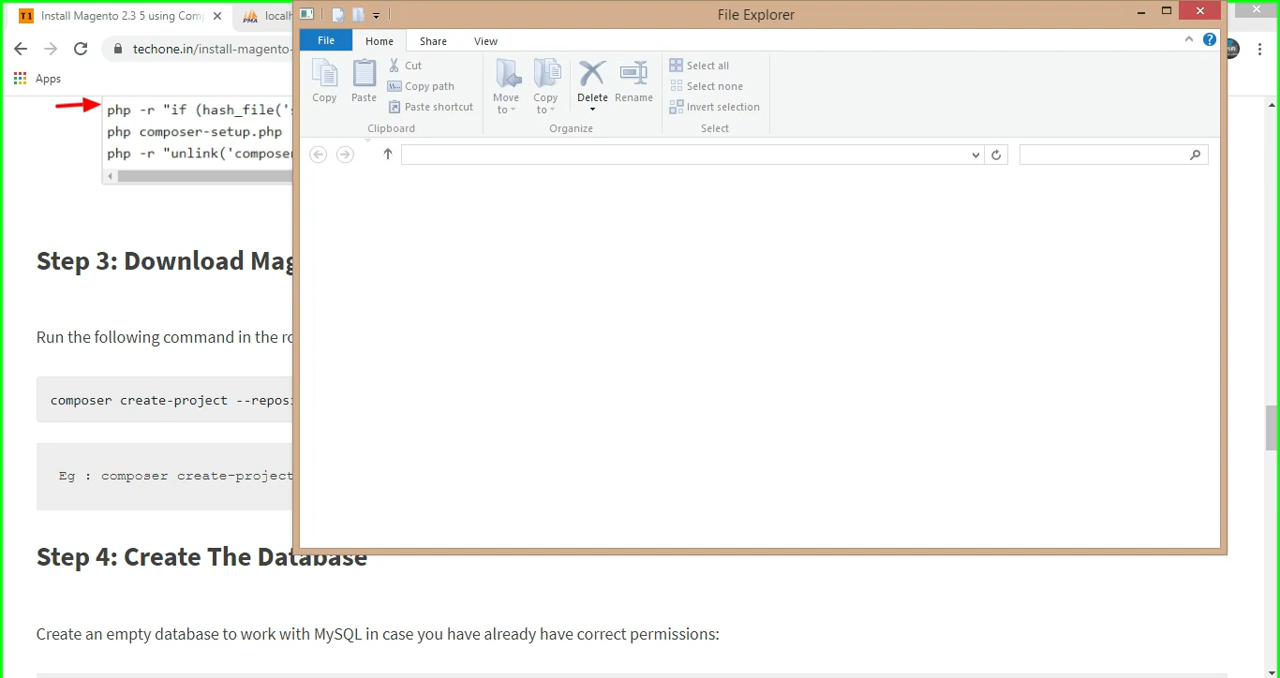 Install Magento 2.3 5 using Com
localh
File Explorer
techone.in/install-magento-
File
Home
Share
View
Apps
Copy
Paste
Cut
Copy path
Paste shortcut
Clipboard
Move to
Copy to
Delete
Rename
Organize
Select all
Select none
Invert selection
Select
php -r "if (hash_file('s
php composer-setup.php
php -r "unlink('compose
Step 3: Download Mag
Run the following command in the ro
composer create-project --repos
Eg : composer create-project
Step 4: Create The Database
Create an empty database to work with MySQL in case you have already have correct permissions: